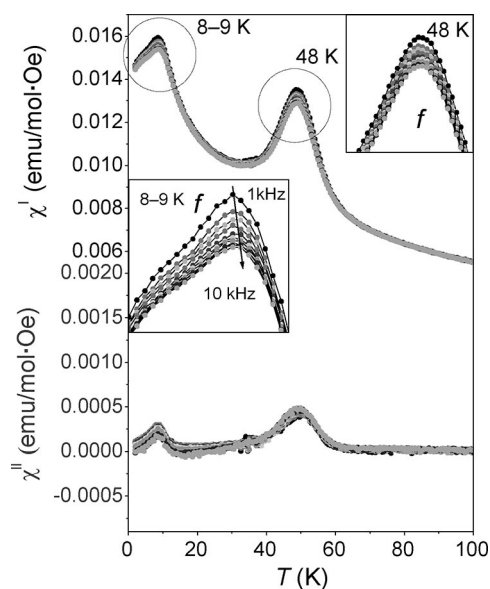 8–9 K
48 K
48 K
f
0.016
0.014
0.012
0.010
0.008
0.006
χᴵ (emu/mol·Oe)
8–9 K
f
1kHz
10 kHz
0.0020
0.0015
0.0010
0.0005
0.0000
-0.0005
χᴵᴵ (emu/mol·Oe)
0
20
40
60
80
100
T (K)